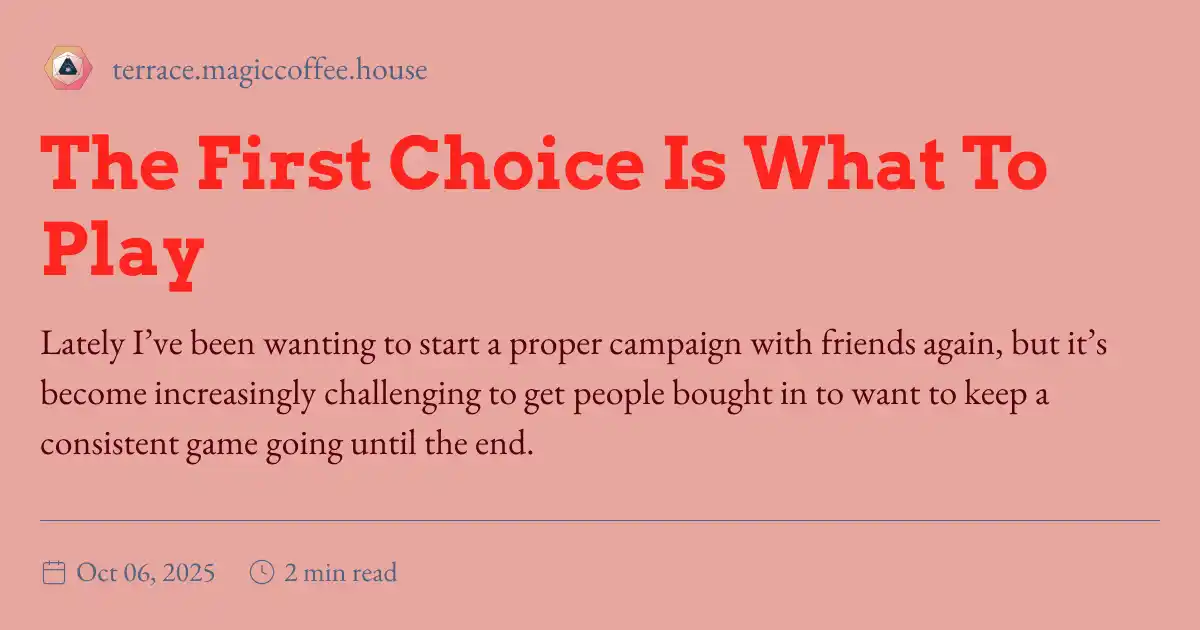 terrace.magiccoffee.house
The First Choice Is What To
Play
Lately I’ve been wanting to start a proper campaign with friends again, but it’s
become increasingly challenging to get people bought in to want to keep a
consistent game going until the end.
Oct 06, 2025 2 min read